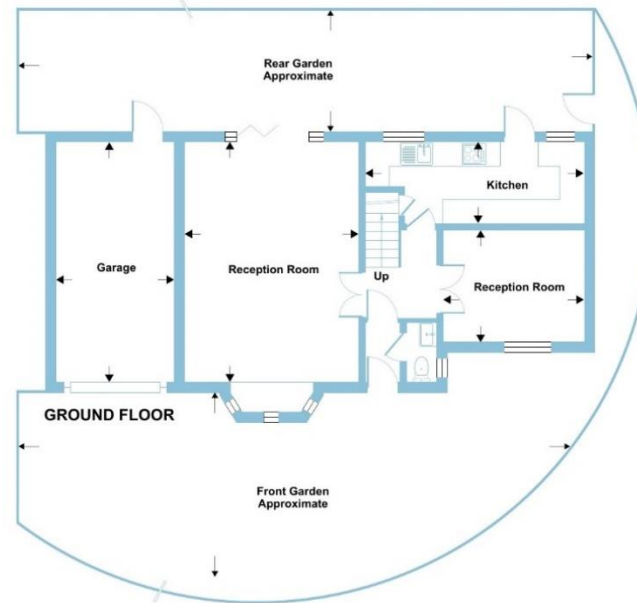 Rear Garden
Approximate
Kitchen
Garage
Reception Room
Up
Reception Room
GROUND FLOOR
Front Garden
Approximate